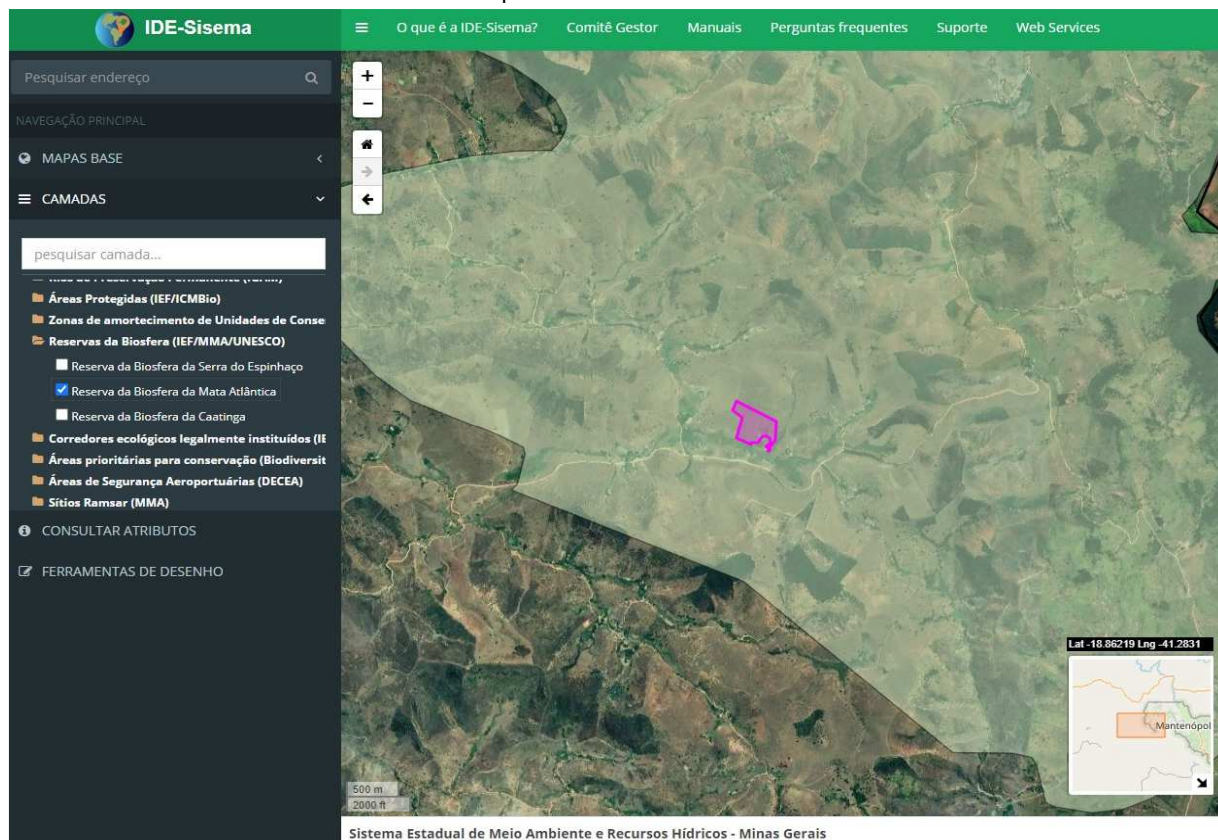 IDE-Sisema
O que é a IDE-Sisema?
Comitê Gestor
Manuais
Perguntas frequentes
Suporte
Web Services
Pesquisar endereço
NAVEGAÇÃO PRINCIPAL
MAPAS BASE
CAMADAS
pesquisar camada...
Áreas Protegidas (IEF/ICMBio)
Zonas de amortecimento de Unidades de Conse
Reservas da Biosfera (IEF/MMA/UNESCO)
Reserva da Biosfera da Serra do Espinhaço
Reserva da Biosfera da Mata Atlântica
Reserva da Biosfera da Caatinga
Corredores ecológicos legalmente instituídos (IE
Áreas prioritárias para conservação (Biodiversit
Áreas de Segurança Aeroportuárias (DECEA)
Sítios Ramsar (MMA)
CONSULTAR ATRIBUTOS
FERRAMENTAS DE DESENHO
+
−
Lat -18.86219 Lng -41.2831
Mantenópol
500 m
2000 ft
Sistema Estadual de Meio Ambiente e Recursos Hídricos - Minas Gerais